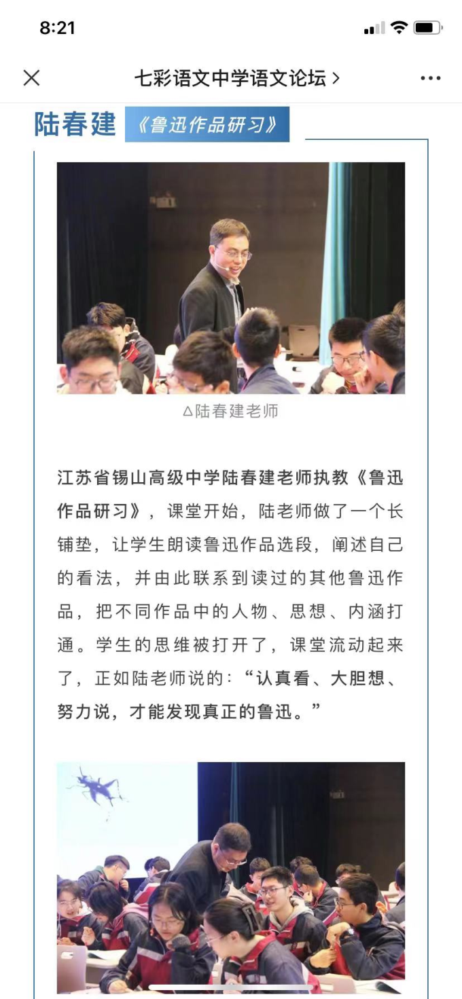 8:21
七彩语文中学语文论坛
陆春建 《鲁迅作品研习》
△陆春建老师
江苏省锡山高级中学陆春建老师执教《鲁迅
作品研习》，课堂开始，陆老师做了一个长
铺垫，让学生朗读鲁迅作品选段，阐述自己
的看法，并由此联系到读过的其他鲁迅作
品，把不同作品中的人物、思想、内涵打
通。学生的思维被打开了，课堂流动起来
了，正如陆老师说的：“认真看、大胆想、
努力说，才能发现真正的鲁迅。”